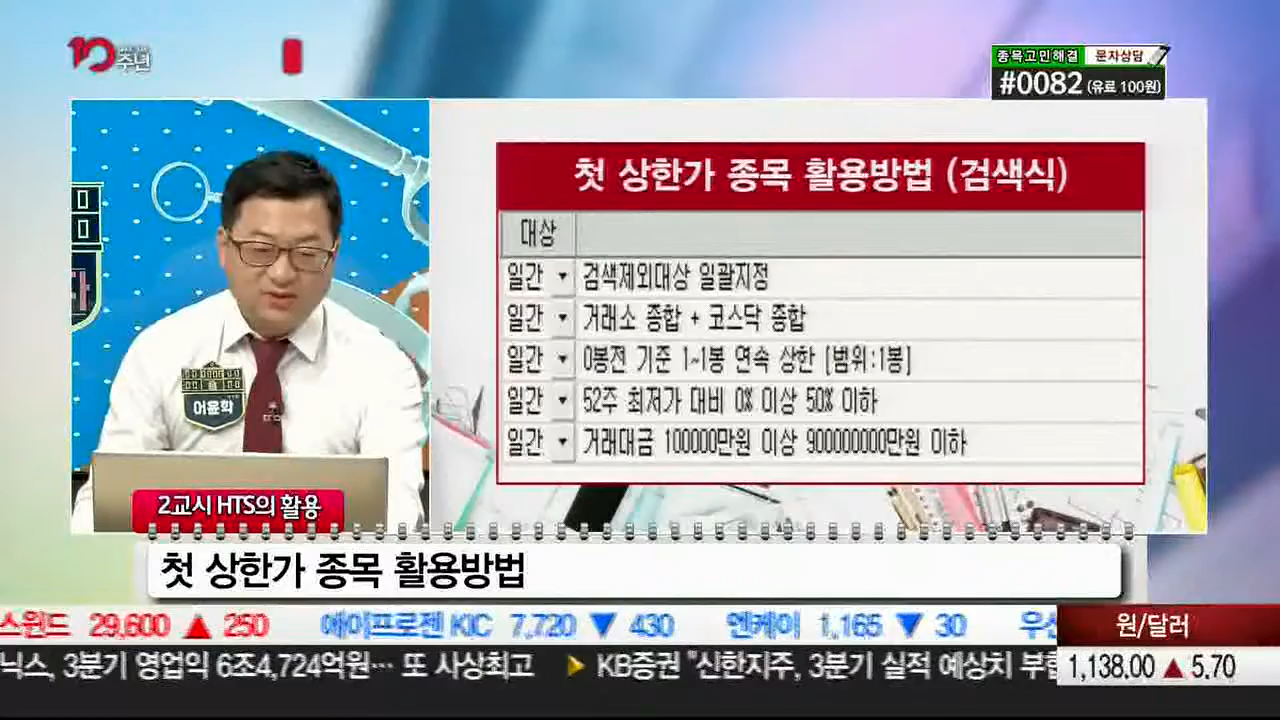 10주년
종목고민해결 문자상담
#0082 (유료 100원)
첫 상한가 종목 활용방법 (검색식)
대상
일간 검색제외대상 일괄지정
일간 거래소 종합 + 코스닥 종합
일간 0봉전 기준 1~1봉 연속 상한 [범위:1봉]
일간 52주 최저가 대비 0% 이상 50% 이하
일간 거래대금 100000만원 이상 900000000만원 이하
어윤학
2교시 HTS의 활용
첫 상한가 종목 활용방법
스윈드 29,600 ▲ 250 에이프로젠 KIC 7,720 ▼ 430 엔케이 1,165 ▼ 30 우선
원/달러
닉스, 3분기 영업익 6조4,724억원… 또 사상최고 ▶ KB증권 "신한지주, 3분기 실적 예상치 부합
1,138.00 ▲ 5.70